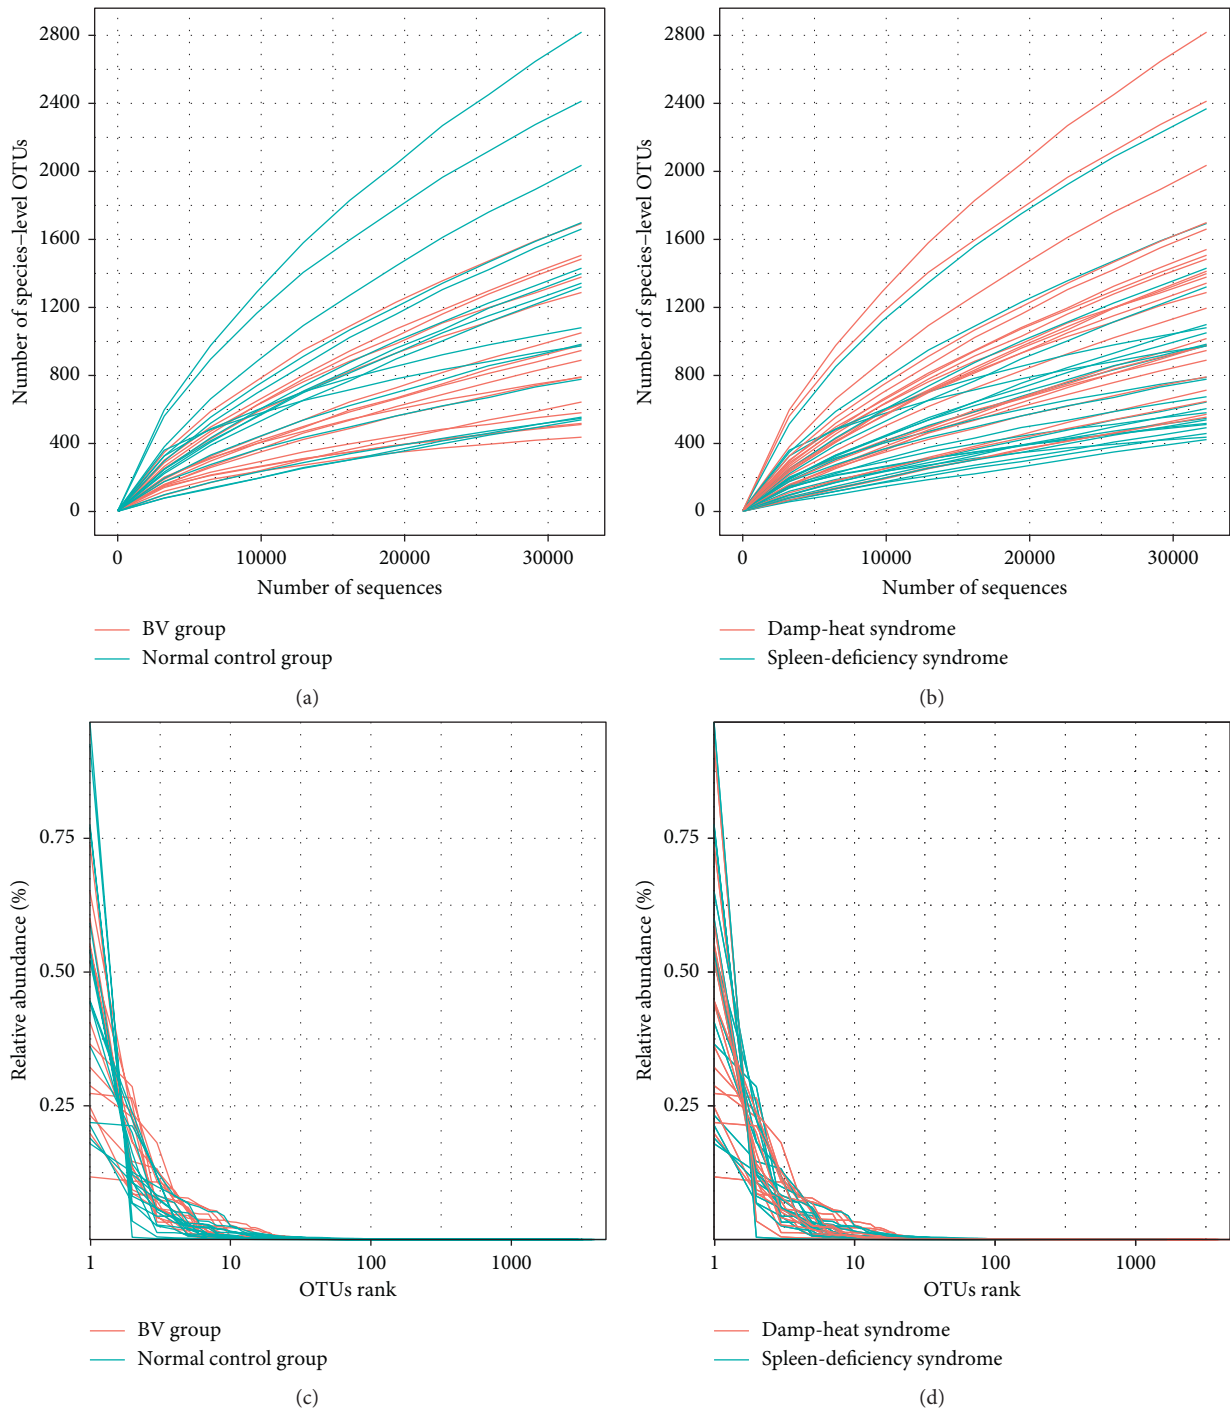 2800
2400
2000
1600
1200
800
400
0
Number of species–level OTUs
0 10000 20000 30000
Number of sequences
BV group
Normal control group
(a)
2800
2400
2000
1600
1200
800
400
0
Number of species–level OTUs
0 10000 20000 30000
Number of sequences
Damp-heat syndrome
Spleen-deficiency syndrome
(b)
0.75
0.50
0.25
Relative abundance (%)
1 10 100 1000
OTUs rank
BV group
Normal control group
(c)
0.75
0.50
0.25
Relative abundance (%)
1 10 100 1000
OTUs rank
Damp-heat syndrome
Spleen-deficiency syndrome
(d)